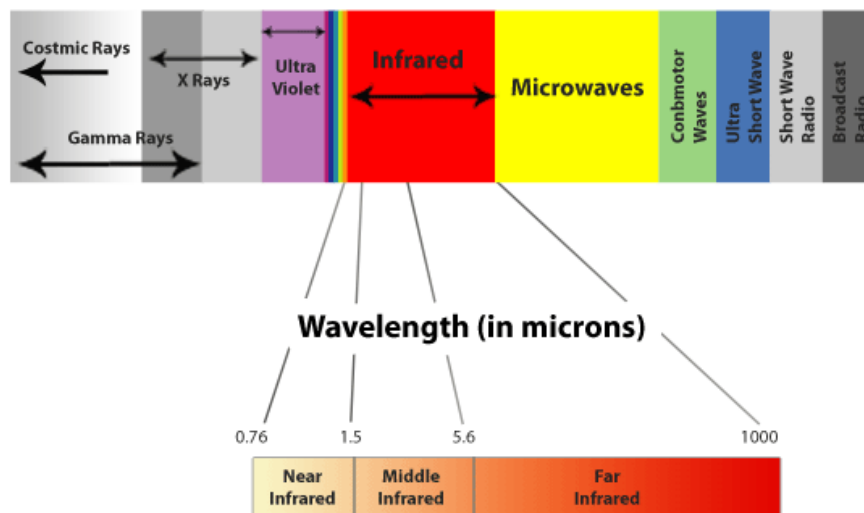 Costmic Rays
X Rays
Gamma Rays
Ultra
Violet
Infrared
Microwaves
Conbmotor
Waves
Ultra
Short Wave
Short Wave
Radio
Broadcast
Radio
Wavelength (in microns)
0.76
1.5
5.6
1000
Near
Infrared
Middle
Infrared
Far
Infrared